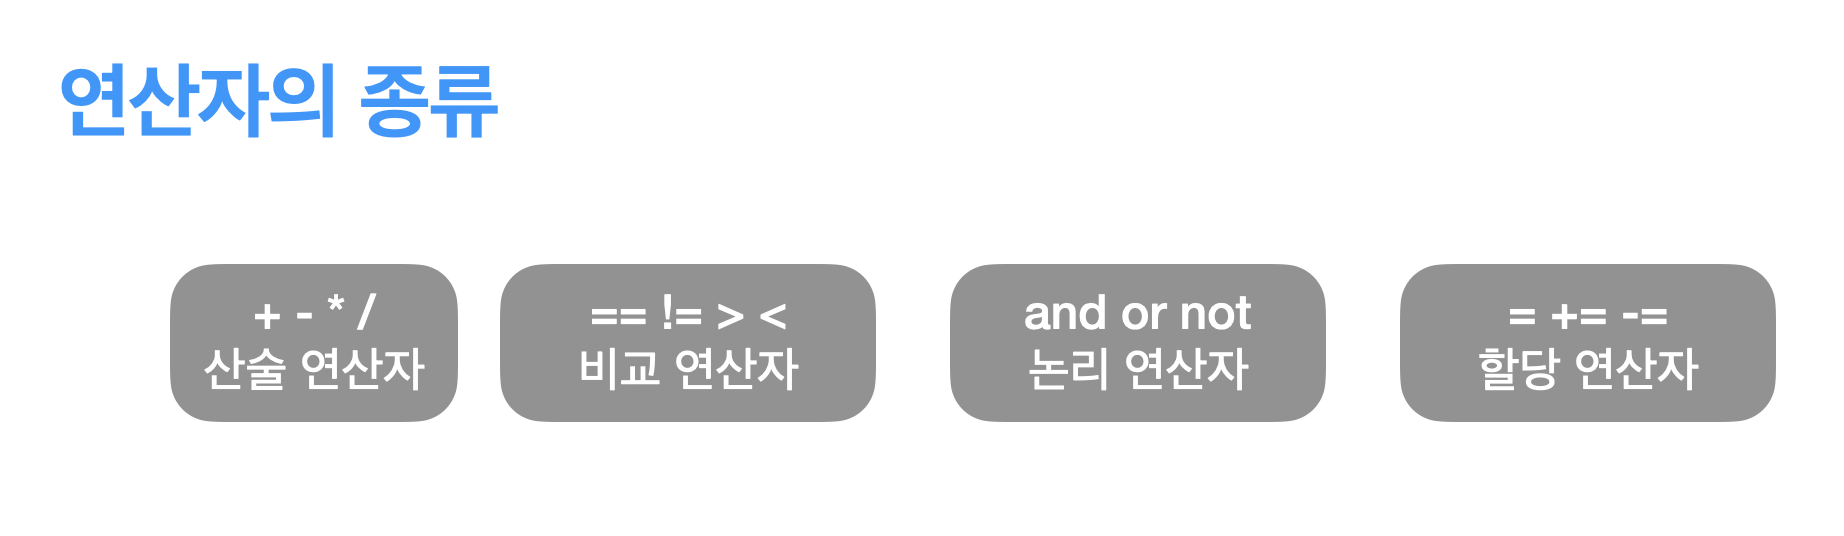 연산자의 종류
+ - * /
산술 연산자
== != > <
비교 연산자
and or not
논리 연산자
= += -=
할당 연산자